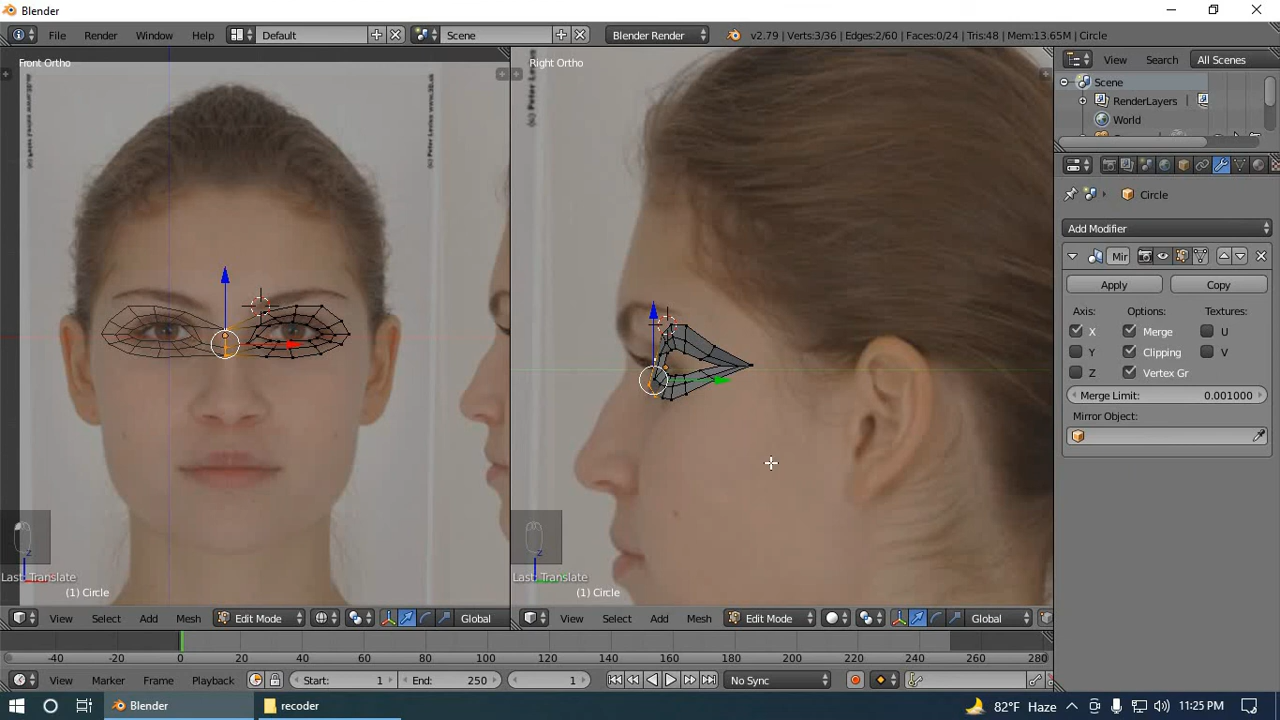 Blender
File Render Window Help Default Scene Blender Render v2.79 | Verts:3/36 | Edges:2/60 | Faces:0/24 | Tris:48 | Mem:13.65M | Circle
View Search All Scenes
Front Ortho
Right Ortho
Scene
RenderLayers
World
Circle
Add Modifier
Mir
Apply Copy
Axis: Options: Textures:
X Merge U
Y Clipping V
Z Vertex Gr
Merge Limit: 0.001000
Mirror Object:
z
z
Last: Translate
Last: Translate
(1) Circle
(1) Circle
View Select Add Mesh Edit Mode Global
View Select Add Mesh Edit Mode Global
-40 -20 0 20 40 60 80 100 120 140 160 180 200 220 240 260 280
View Marker Frame Playback Start: 1 End: 250 1 No Sync
Blender recoder 82°F Haze 11:25 PM